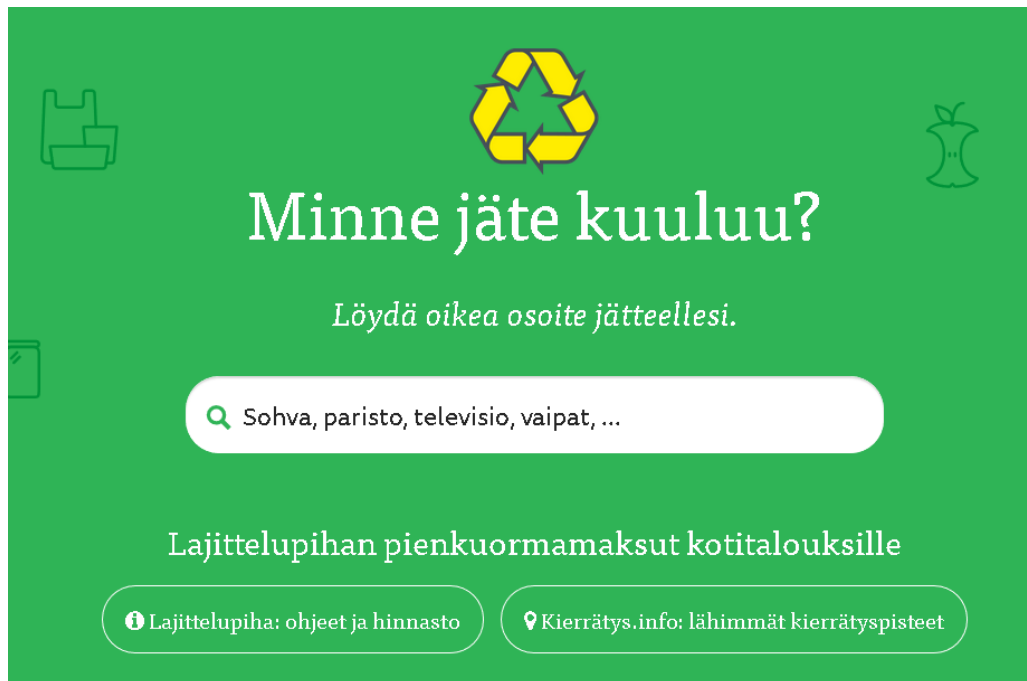 Minne jäte kuuluu?
Löydä oikea osoite jätteellesi.
Sohva, paristo, televisio, vaipat, ...
Lajittelupihan pienkuormamaksut kotitalouksille
Lajittelupiha: ohjeet ja hinnasto
Kierrätys.info: lähimmät kierrätyspisteet